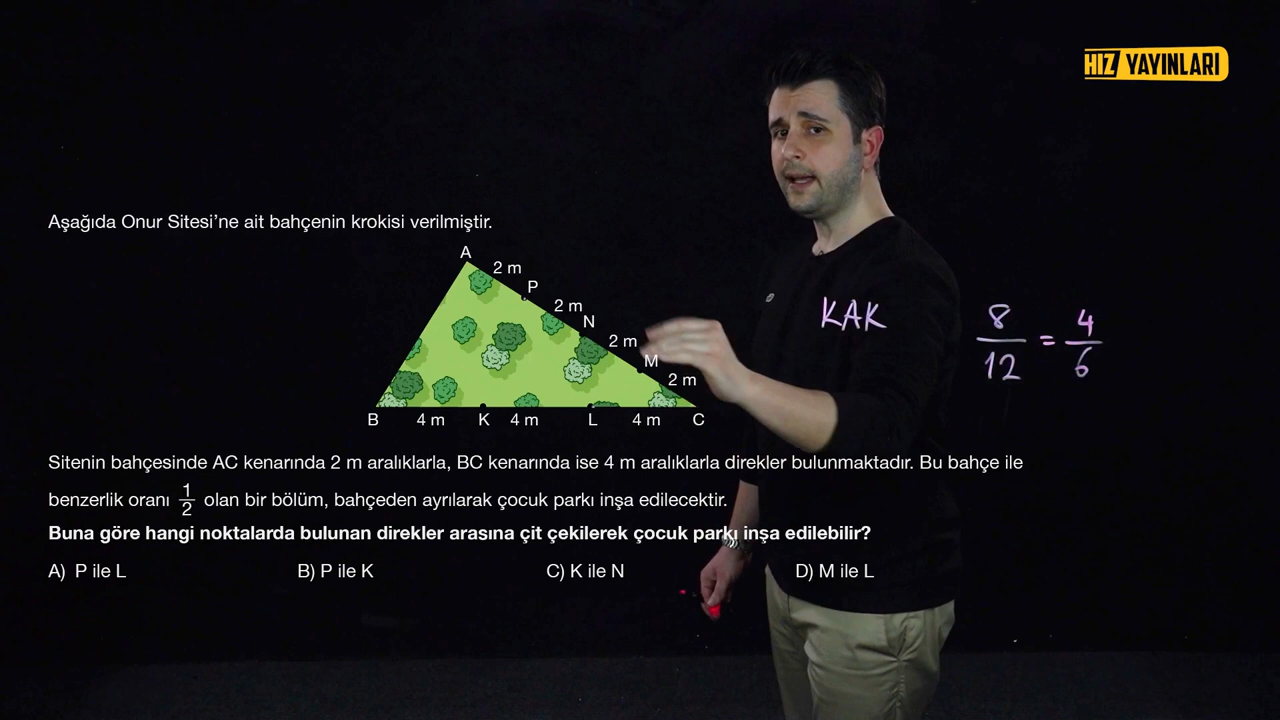 HIZ YAYINLARI
Aşağıda Onur Sitesi'ne ait bahçenin krokisi verilmiştir.
A
2 m
P
2 m
N
2 m
M
2 m
B 4 m K 4 m L 4 m C
KAK
8/12 = 4/6
Sitenin bahçesinde AC kenarında 2 m aralıklarla, BC kenarında ise 4 m aralıklarla direkler bulunmaktadır. Bu bahçe ile
benzerlik oranı 1/2 olan bir bölüm, bahçeden ayrılarak çocuk parkı inşa edilecektir.
Buna göre hangi noktalarda bulunan direkler arasına çit çekilerek çocuk parkı inşa edilebilir?
A) P ile L B) P ile K C) K ile N D) M ile L